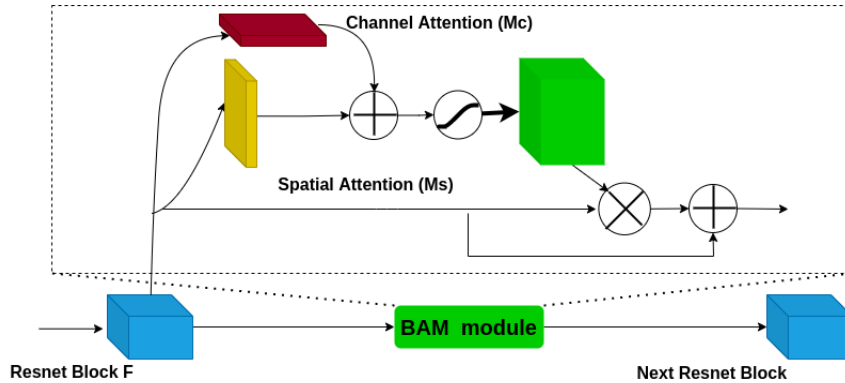 Channel Attention (Mc)
Spatial Attention (Ms)
BAM module
Resnet Block F
Next Resnet Block